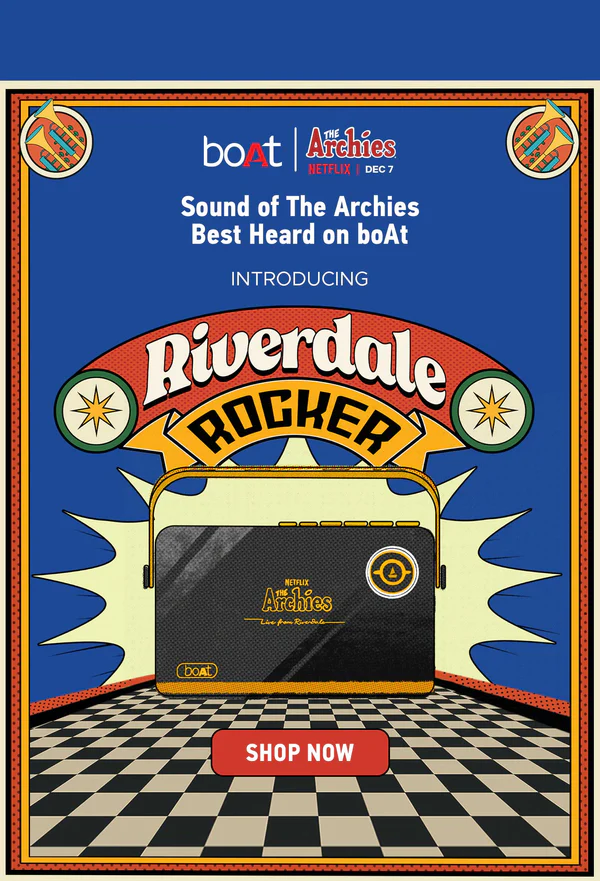 boAt
THE
Archies
NETFLIX | DEC 7
Sound of The Archies
Best Heard on boAt
INTRODUCING
Riverdale
ROCKER
NETFLIX
THE
Archies
Live from Riverdale
boAt
SHOP NOW